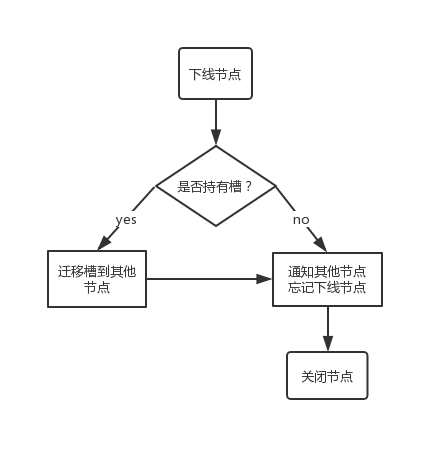 下线节点
是否持有槽？
yes
no
迁移槽到其他
节点
通知其他节点
忘记下线节点
关闭节点